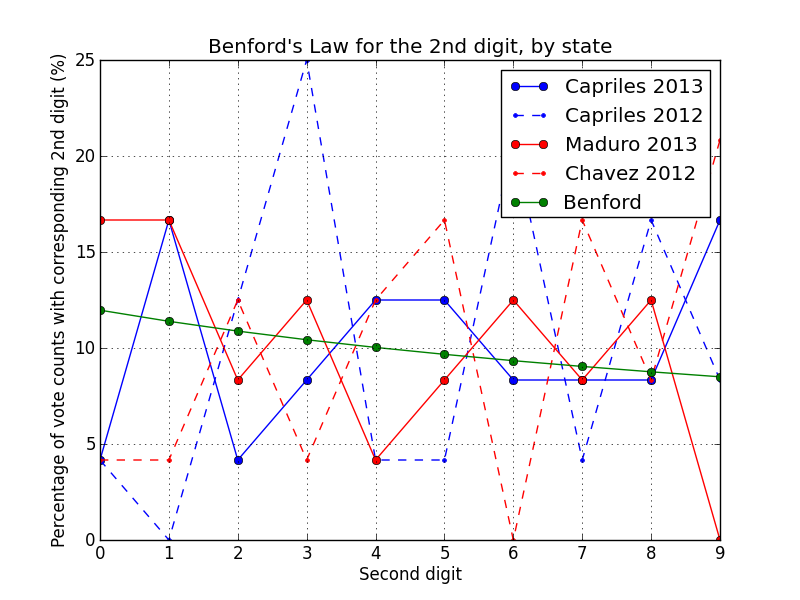 Benford's Law for the 2nd digit, by state
Percentage of vote counts with corresponding 2nd digit (%)
25
20
15
10
5
0
Capriles 2013
Capriles 2012
Maduro 2013
Chavez 2012
Benford
0 1 2 3 4 5 6 7 8 9
Second digit